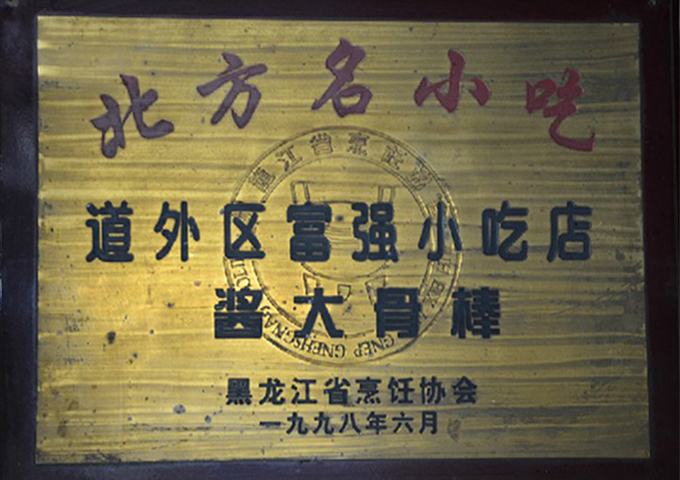 北方名小吃
道外区富强小吃店
酱大骨棒
黑龙江省烹饪协会
一九九八年六月